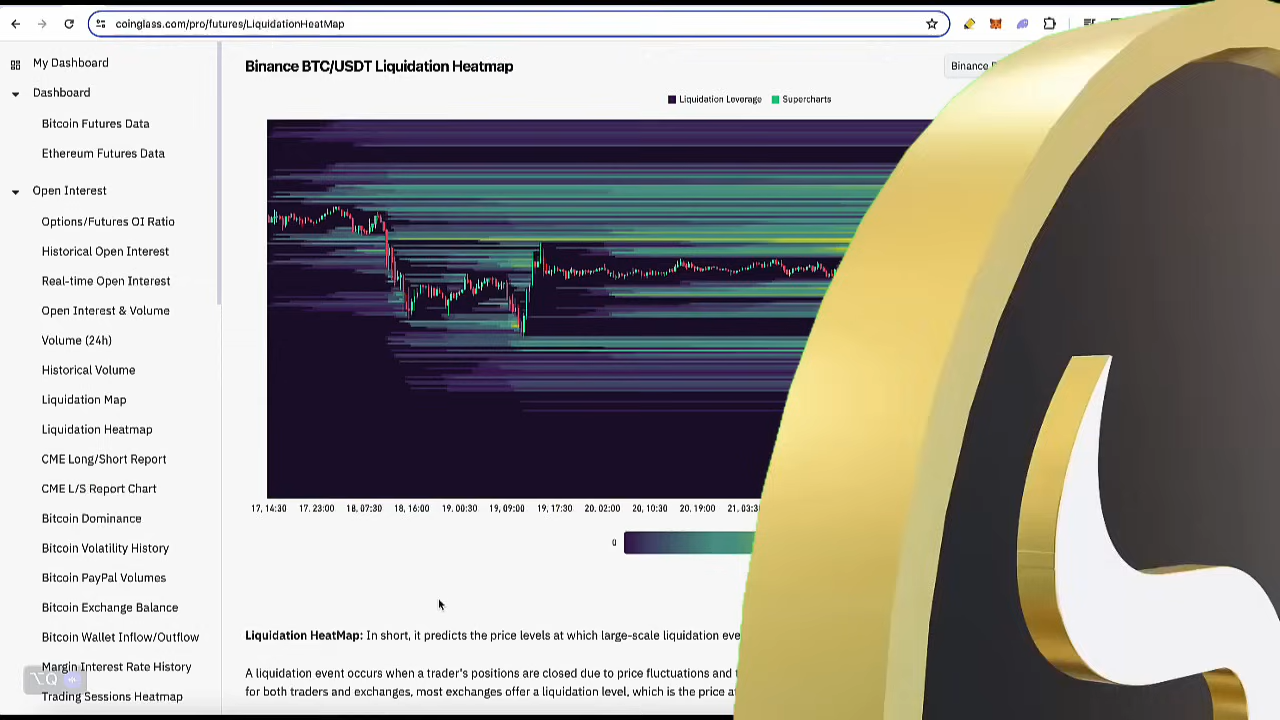 coinglass.com/pro/futures/LiquidationHeatMap
My Dashboard
Dashboard
Bitcoin Futures Data
Ethereum Futures Data
Open Interest
Options/Futures OI Ratio
Historical Open Interest
Real-time Open Interest
Open Interest & Volume
Volume (24h)
Historical Volume
Liquidation Map
Liquidation Heatmap
CME Long/Short Report
CME L/S Report Chart
Bitcoin Dominance
Bitcoin Volatility History
Bitcoin PayPal Volumes
Bitcoin Exchange Balance
Bitcoin Wallet Inflow/Outflow
Margin Interest Rate History
Trading Sessions Heatmap
⌥Q
Binance BTC/USDT Liquidation Heatmap
Binance
Liquidation Leverage Supercharts
17, 14:30 17. 23:00 18, 07:30 18, 16:00 19. 00:30 19, 09:00 19, 17:30 20. 02:00 20, 10:30 20, 19:00 21, 03:3
0
Liquidation HeatMap: In short, it predicts the price levels at which large-scale liquidation eve
A liquidation event occurs when a trader's positions are closed due to price fluctuations and
for both traders and exchanges, most exchanges offer a liquidation level, which is the price